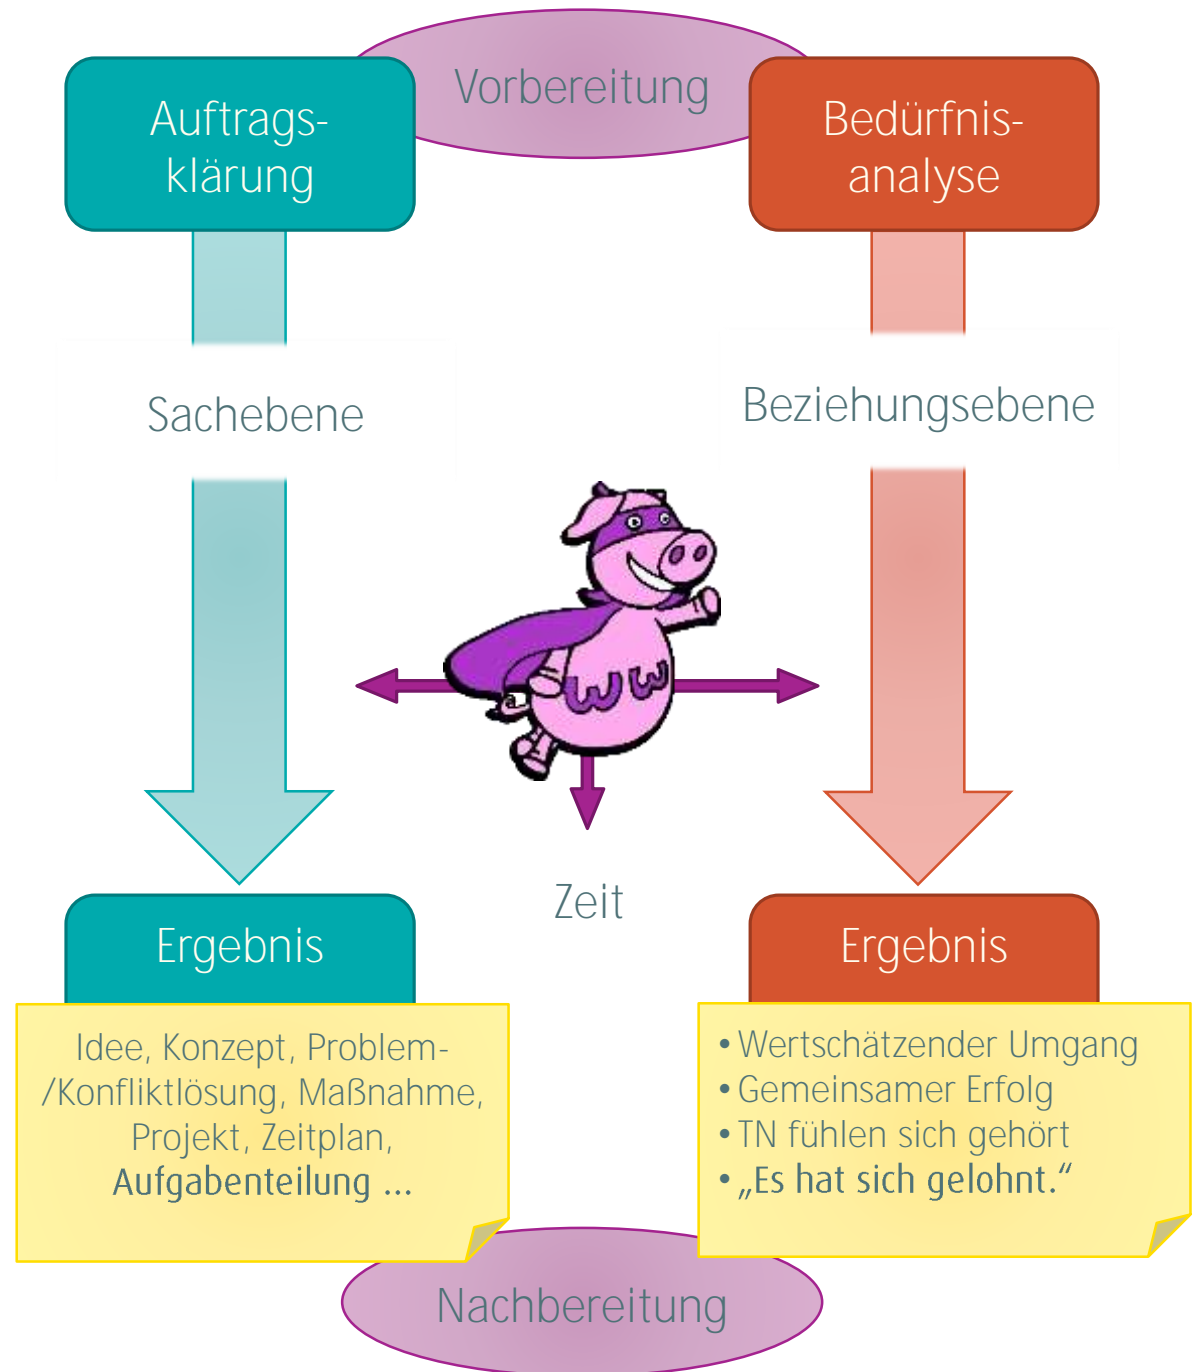 Vorbereitung
Auftrags-
klärung
Bedürfnis-
analyse
Sachebene
Beziehungsebene
W W
Zeit
Ergebnis
Idee, Konzept, Problem-
/Konfliktlösung, Maßnahme,
Projekt, Zeitplan,
Aufgabenteilung ...
Ergebnis
• Wertschätzender Umgang
• Gemeinsamer Erfolg
• TN fühlen sich gehört
• „Es hat sich gelohnt.“
Nachbereitung